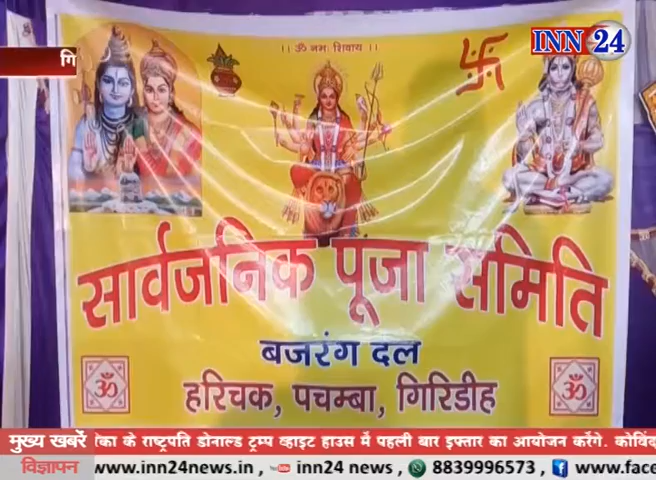 INN 24
गि
।। ॐ नमः शिवाय ।।
सार्वजनिक पूजा समिति
बजरंग दल
हरिचक, पचम्बा, गिरिडीह
ॐ ॐ
मुख्य खबरें
रिका के राष्ट्रपति डोनाल्ड ट्रम्प व्हाइट हाउस में पहली बार इफ्तार का आयोजन करेंगे. कोविंद
विज्ञापन
www.inn24news.in , inn24 news , 8839996573 , www.face